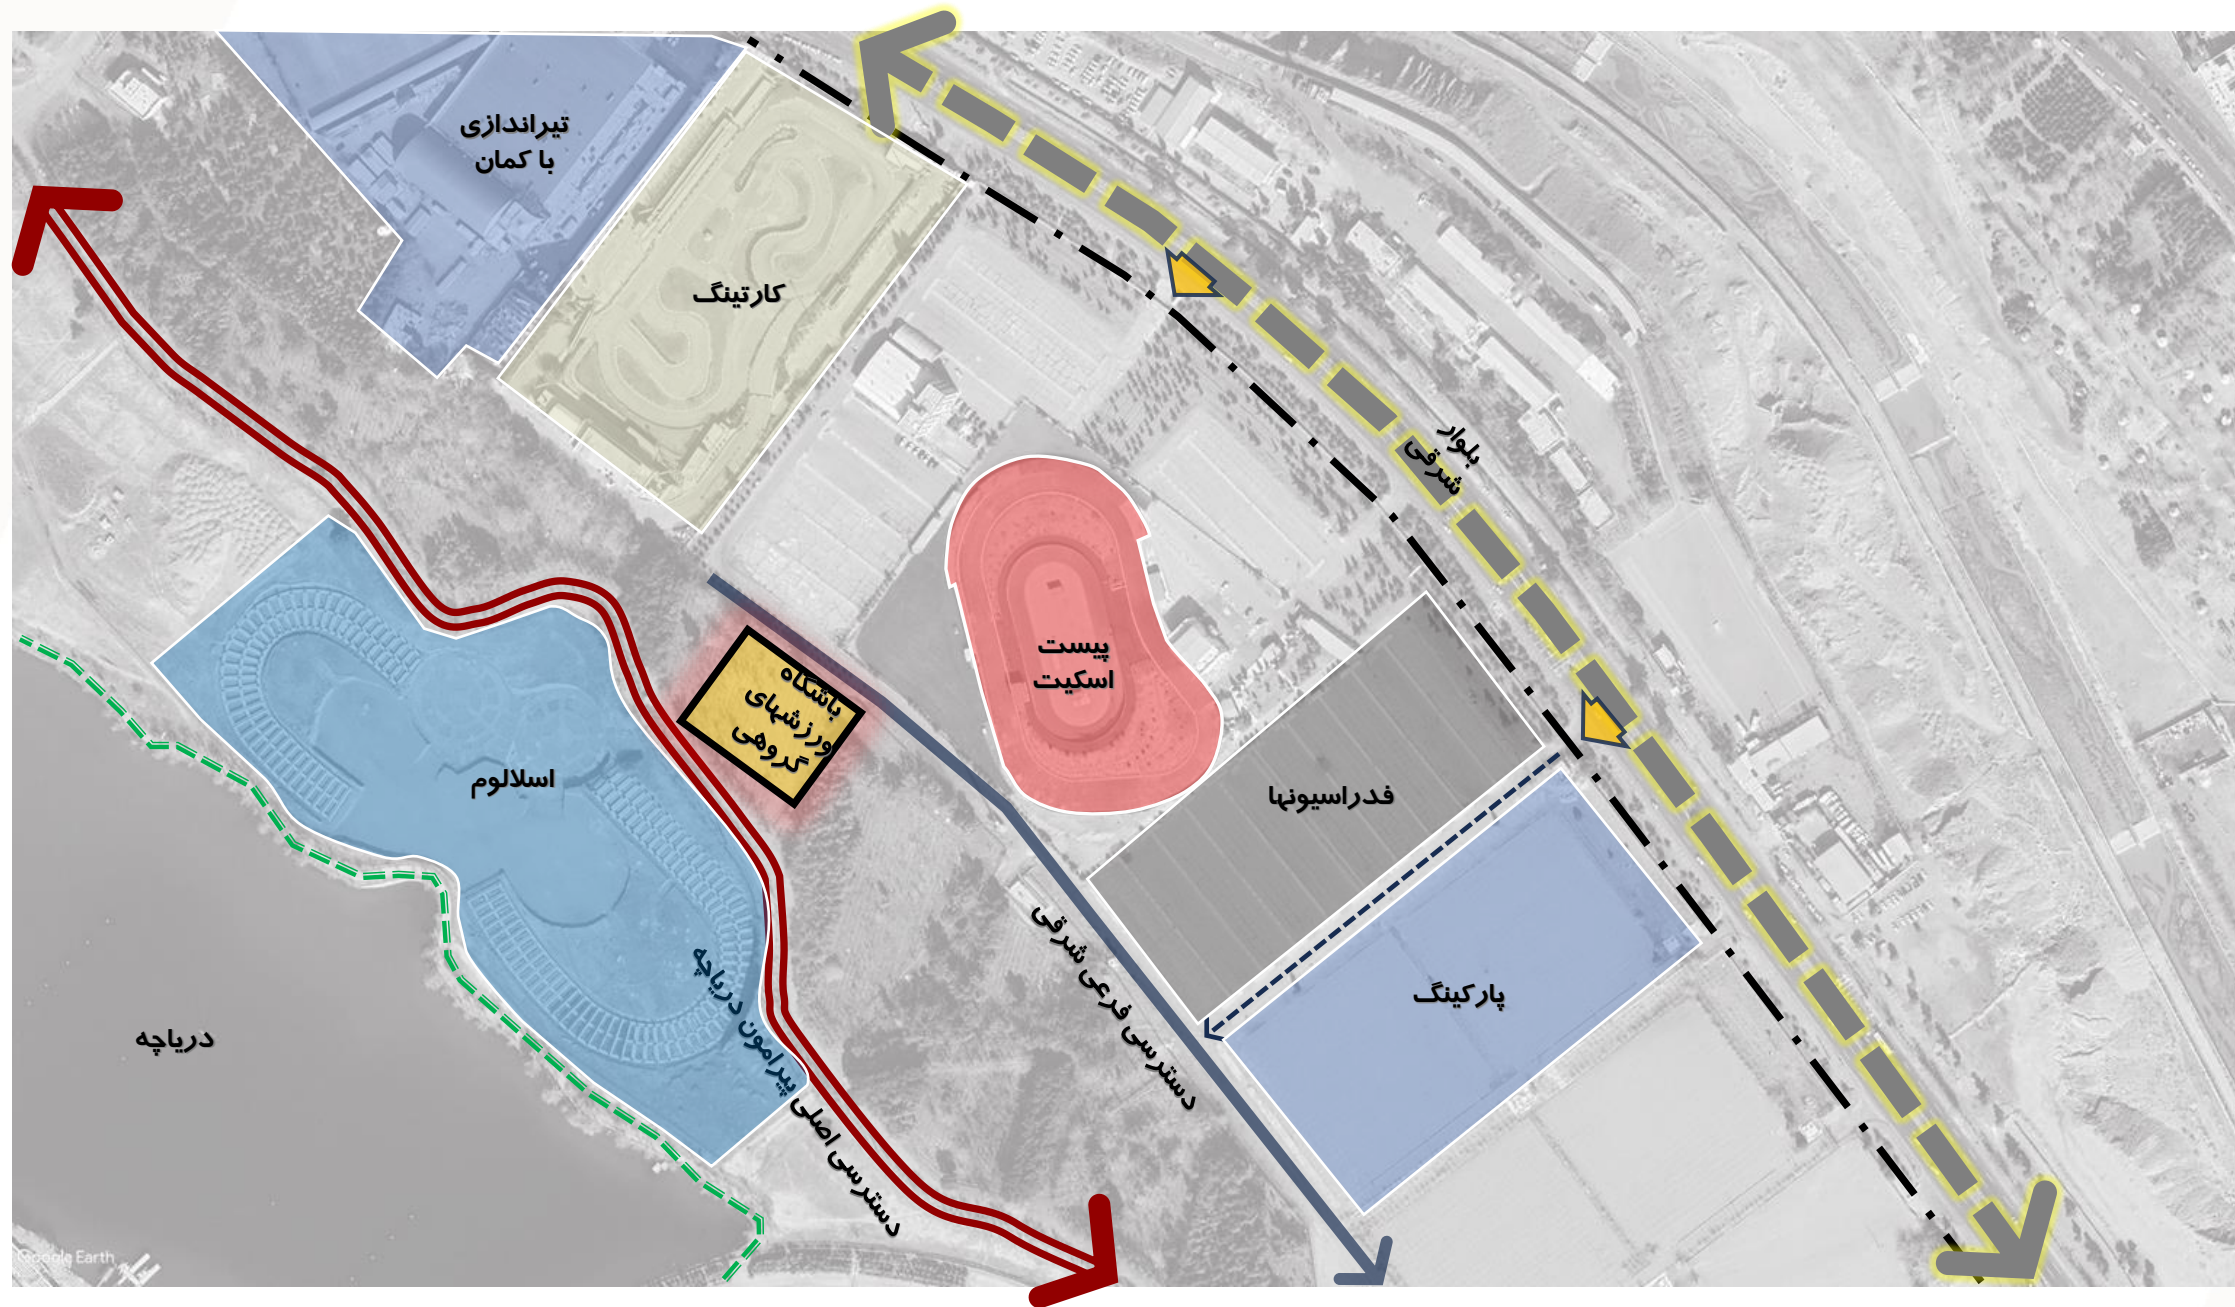 تیراندازی
با کمان
کارتینگ
بلوار
شرقی
پیست
اسکیت
باشگاه
ورزشهای
گروهی
اسلالوم
فدراسیونها
پارکینگ
دسترسی فرعی شرقی
دسترسی اصلی پیرامون دریاچه
دریاچه
Google Earth